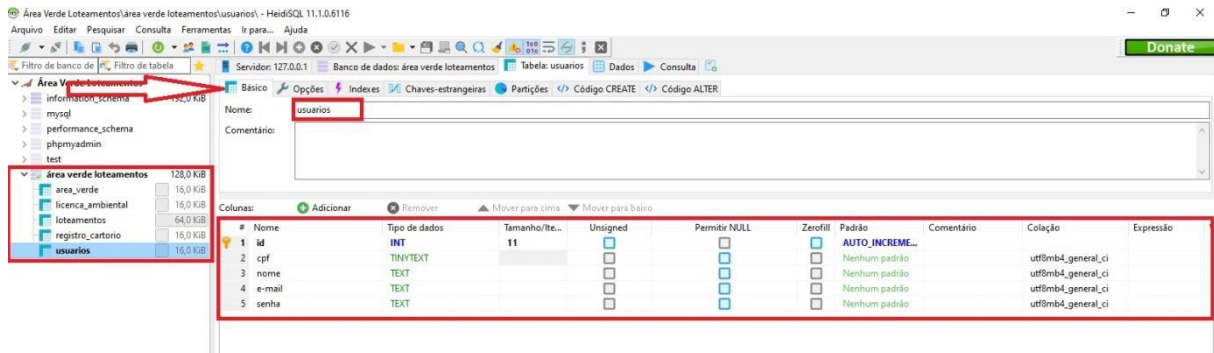 Área Verde Loteamentos\área verde loteamentos\usuarios\ - HeidiSQL 11.1.0.6116
Arquivo Editar Pesquisar Consulta Ferramentas Ir para... Ajuda
Donate
Filtro de banco de Filtro de tabela
Servidor: 127.0.0.1 Banco de dados: área verde loteamentos Tabela: usuarios Dados Consulta
Área Verde Loteamentos
information_schema 192,0 KiB
mysql
performance_schema
phpmyadmin
test
área verde loteamentos 128,0 KiB
area_verde 16,0 KiB
licenca_ambiental 16,0 KiB
loteamentos 64,0 KiB
registro_cartorio 16,0 KiB
usuarios 16,0 KiB
Básico Opções Indexes Chaves-estrangeiras Partições Código CREATE Código ALTER
Nome: usuarios
Comentário:
Colunas: Adicionar Remover Mover para cima Mover para baixo
# Nome Tipo de dados Tamanho/Ite... Unsigned Permitir NULL Zerofill Padrão Comentário Colação Expressão
1 id INT 11 AUTO_INCREME...
2 cpf TINYTEXT Nenhum padrão utf8mb4_general_ci
3 nome TEXT Nenhum padrão utf8mb4_general_ci
4 e-mail TEXT Nenhum padrão utf8mb4_general_ci
5 senha TEXT Nenhum padrão utf8mb4_general_ci